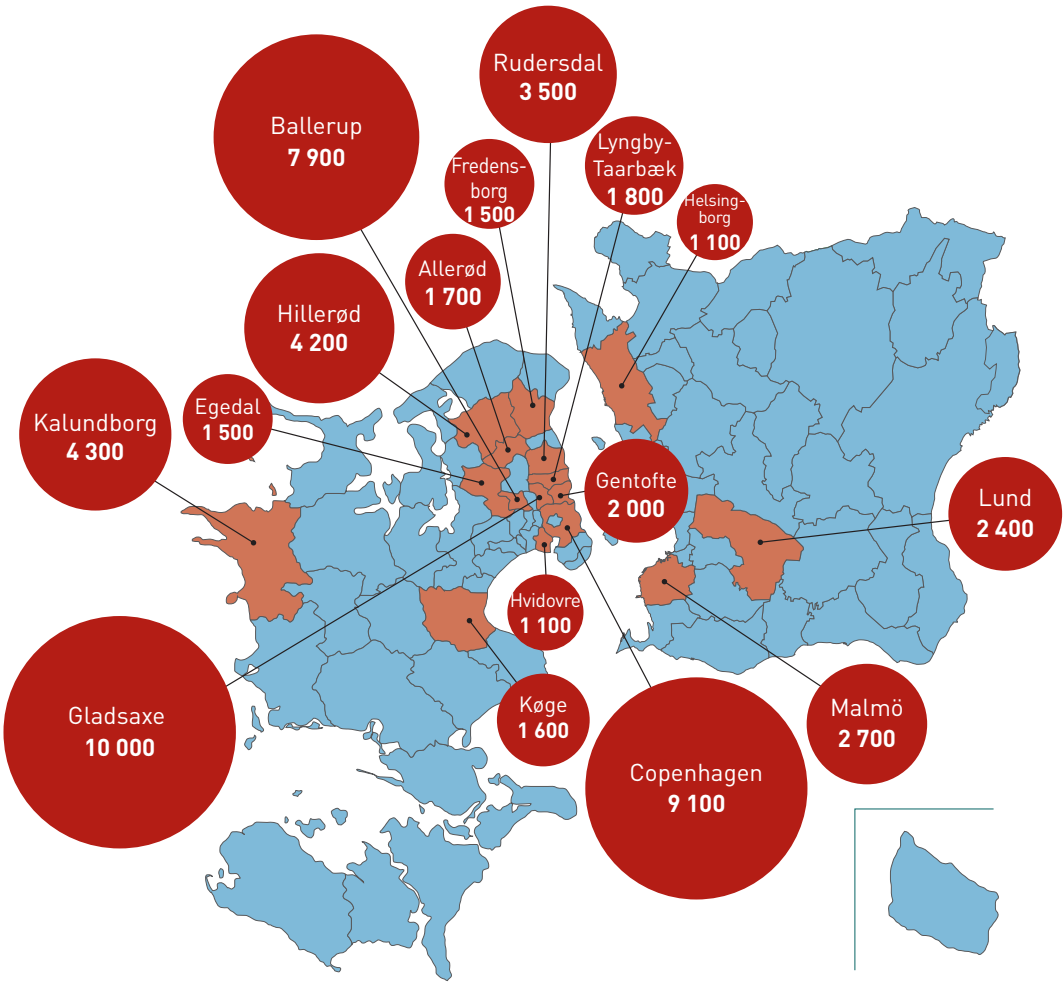 Rudersdal
3 500
Ballerup
7 900
Lyngby-
Taarbæk
1 800
Fredens-
borg
1 500
Helsing-
borg
1 100
Allerød
1 700
Hillerød
4 200
Kalundborg
4 300
Egedal
1 500
Gentofte
2 000
Lund
2 400
Hvidovre
1 100
Gladsaxe
10 000
Køge
1 600
Malmö
2 700
Copenhagen
9 100